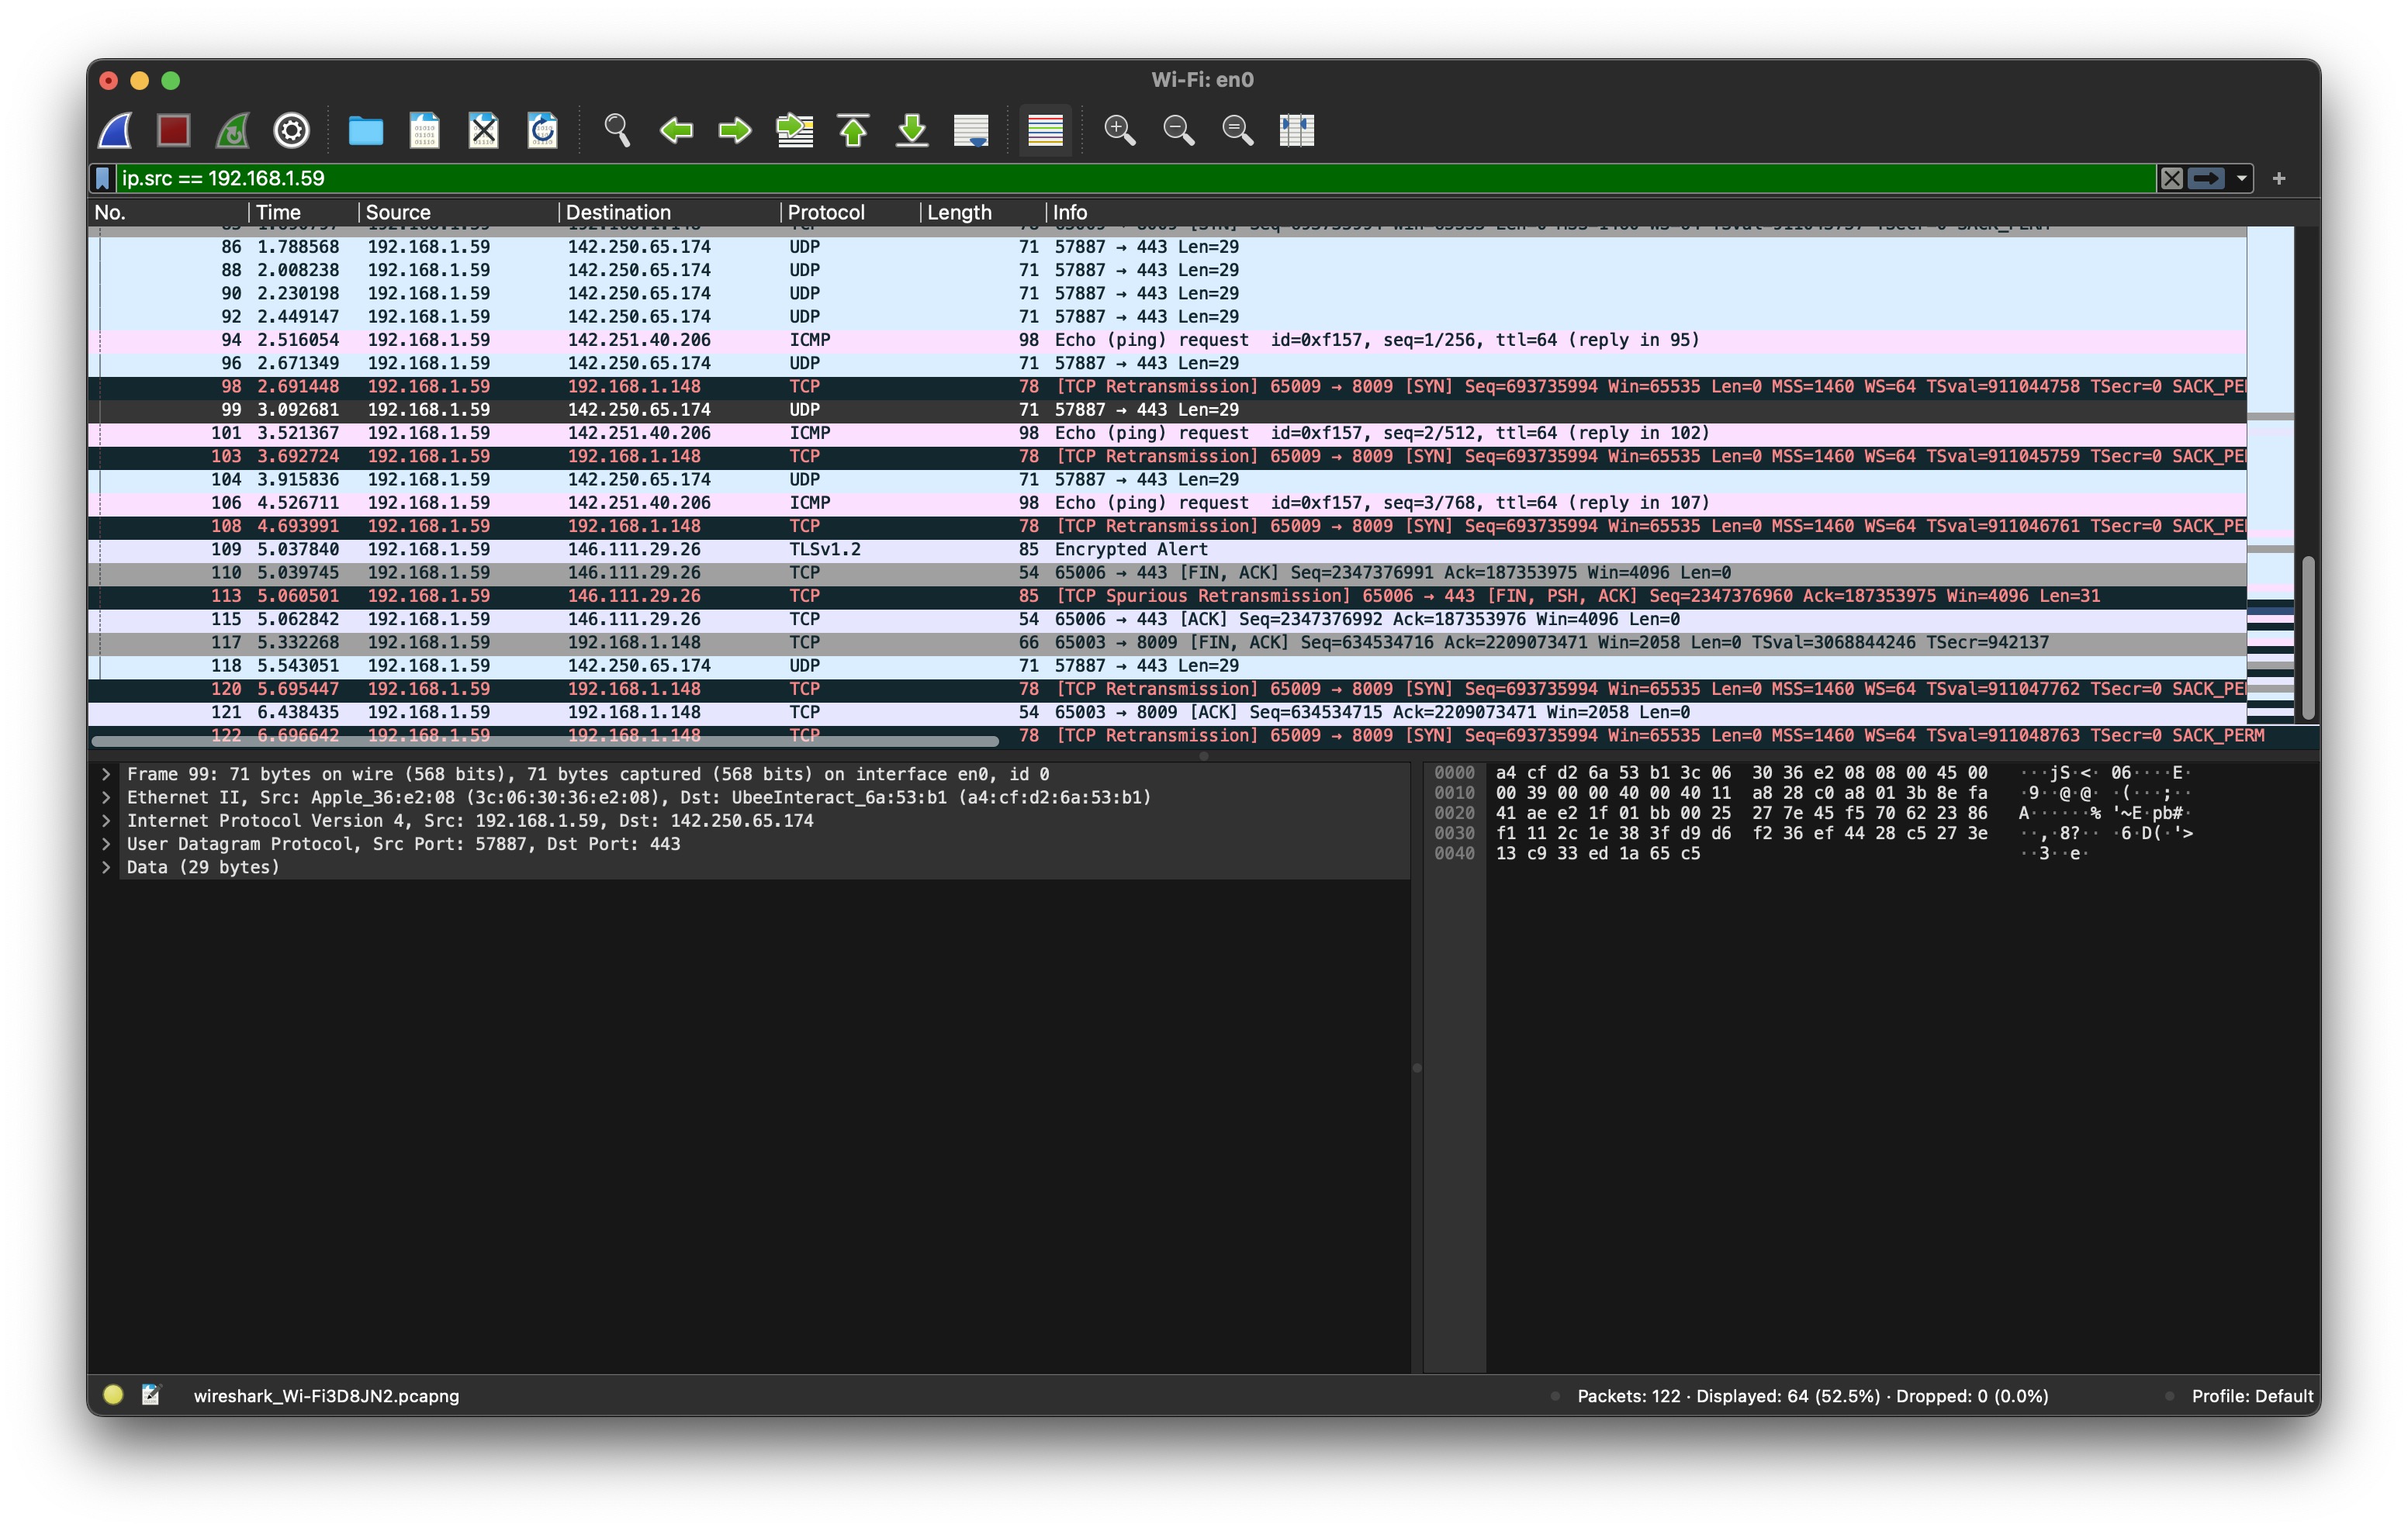 Wi-Fi: en0
ip.src == 192.168.1.59
No. Time Source Destination Protocol Length Info
86 1.788568 192.168.1.59 142.250.65.174 UDP 71 57887 → 443 Len=29
88 2.008238 192.168.1.59 142.250.65.174 UDP 71 57887 → 443 Len=29
90 2.230198 192.168.1.59 142.250.65.174 UDP 71 57887 → 443 Len=29
92 2.449147 192.168.1.59 142.250.65.174 UDP 71 57887 → 443 Len=29
94 2.516054 192.168.1.59 142.251.40.206 ICMP 98 Echo (ping) request id=0xf157, seq=1/256, ttl=64 (reply in 95)
96 2.671349 192.168.1.59 142.250.65.174 UDP 71 57887 → 443 Len=29
98 2.691448 192.168.1.59 192.168.1.148 TCP 78 [TCP Retransmission] 65009 → 8009 [SYN] Seq=693735994 Win=65535 Len=0 MSS=1460 WS=64 TSval=911044758 TSecr=0 SACK_PE
99 3.092681 192.168.1.59 142.250.65.174 UDP 71 57887 → 443 Len=29
101 3.521367 192.168.1.59 142.251.40.206 ICMP 98 Echo (ping) request id=0xf157, seq=2/512, ttl=64 (reply in 102)
103 3.692724 192.168.1.59 192.168.1.148 TCP 78 [TCP Retransmission] 65009 → 8009 [SYN] Seq=693735994 Win=65535 Len=0 MSS=1460 WS=64 TSval=911045759 TSecr=0 SACK_PE
104 3.915836 192.168.1.59 142.250.65.174 UDP 71 57887 → 443 Len=29
106 4.526711 192.168.1.59 142.251.40.206 ICMP 98 Echo (ping) request id=0xf157, seq=3/768, ttl=64 (reply in 107)
108 4.693991 192.168.1.59 192.168.1.148 TCP 78 [TCP Retransmission] 65009 → 8009 [SYN] Seq=693735994 Win=65535 Len=0 MSS=1460 WS=64 TSval=911046761 TSecr=0 SACK_PE
109 5.037840 192.168.1.59 146.111.29.26 TLSv1.2 85 Encrypted Alert
110 5.039745 192.168.1.59 146.111.29.26 TCP 54 65006 → 443 [FIN, ACK] Seq=2347376991 Ack=187353975 Win=4096 Len=0
113 5.060501 192.168.1.59 146.111.29.26 TCP 85 [TCP Spurious Retransmission] 65006 → 443 [FIN, PSH, ACK] Seq=2347376960 Ack=187353975 Win=4096 Len=31
115 5.062842 192.168.1.59 146.111.29.26 TCP 54 65006 → 443 [ACK] Seq=2347376992 Ack=187353976 Win=4096 Len=0
117 5.332268 192.168.1.59 192.168.1.148 TCP 66 65003 → 8009 [FIN, ACK] Seq=634534716 Ack=2209073471 Win=2058 Len=0 TSval=3068844246 TSecr=942137
118 5.543051 192.168.1.59 142.250.65.174 UDP 71 57887 → 443 Len=29
120 5.695447 192.168.1.59 192.168.1.148 TCP 78 [TCP Retransmission] 65009 → 8009 [SYN] Seq=693735994 Win=65535 Len=0 MSS=1460 WS=64 TSval=911047762 TSecr=0 SACK_PE
121 6.438435 192.168.1.59 192.168.1.148 TCP 54 65003 → 8009 [ACK] Seq=634534715 Ack=2209073471 Win=2058 Len=0
122 6.696642 192.168.1.59 192.168.1.148 TCP 78 [TCP Retransmission] 65009 → 8009 [SYN] Seq=693735994 Win=65535 Len=0 MSS=1460 WS=64 TSval=911048763 TSecr=0 SACK_PERM
Frame 99: 71 bytes on wire (568 bits), 71 bytes captured (568 bits) on interface en0, id 0
Ethernet II, Src: Apple_36:e2:08 (3c:06:30:36:e2:08), Dst: UbeeInteract_6a:53:b1 (a4:cf:d2:6a:53:b1)
Internet Protocol Version 4, Src: 192.168.1.59, Dst: 142.250.65.174
User Datagram Protocol, Src Port: 57887, Dst Port: 443
Data (29 bytes)
0000 a4 cf d2 6a 53 b1 3c 06 30 36 e2 08 08 00 45 00 ···jS·<· 06····E·
0010 00 39 00 00 40 00 40 11 a8 28 c0 a8 01 3b 8e fa ·9··@·@· ·(···;··
0020 41 ae e2 1f 01 bb 00 25 27 7e 45 f5 70 62 23 86 A······% '~E·pb#·
0030 f1 11 2c 1e 38 3f d9 d6 f2 36 ef 44 28 c5 27 3e ··,·8?·· ·6·D(·'>
0040 13 c9 33 ed 1a 65 c5 ··3··e·
wireshark_Wi-Fi3D8JN2.pcapng
Packets: 122 · Displayed: 64 (52.5%) · Dropped: 0 (0.0%)
Profile: Default